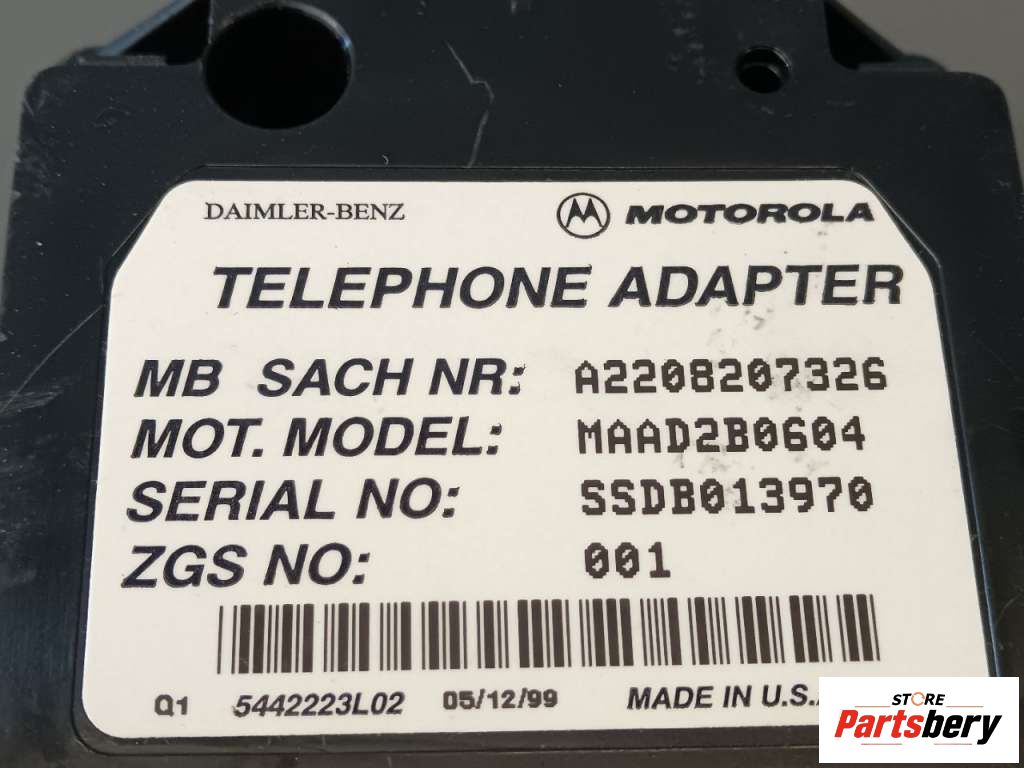 DAIMLER-BENZ MOTOROLA
TELEPHONE ADAPTER
MB SACH NR: A2208207326
MOT. MODEL: MAAD2B0604
SERIAL NO: SSDB013970
ZGS NO: 001
Q1 5442223L02 05/12/99 MADE IN U.S.
STORE
Partsbery